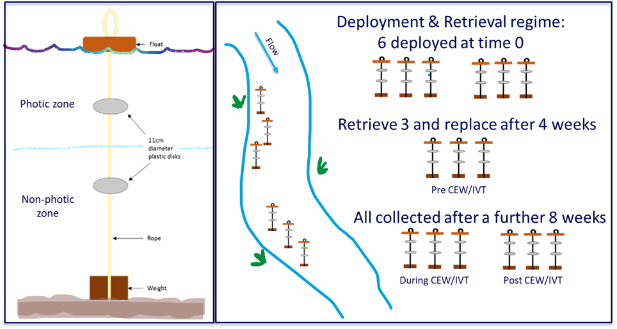 Float
Photic zone
11cm
diameter
plastic disks
Non-photic
zone
Rope
Weight
Flow
Deployment & Retrieval regime:
6 deployed at time 0
Retrieve 3 and replace after 4 weeks
Pre CEW/IVT
All collected after a further 8 weeks
During CEW/IVT
Post CEW/IVT